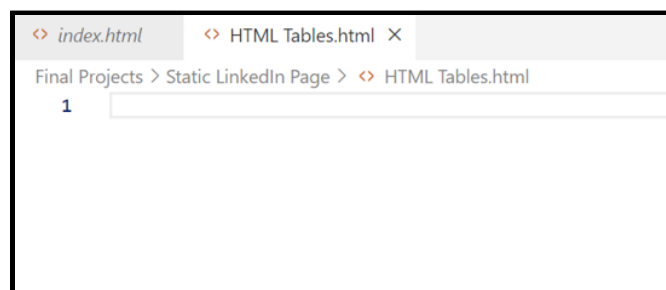 <> index.html <> HTML Tables.html ×
Final Projects > Static LinkedIn Page > <> HTML Tables.html
1